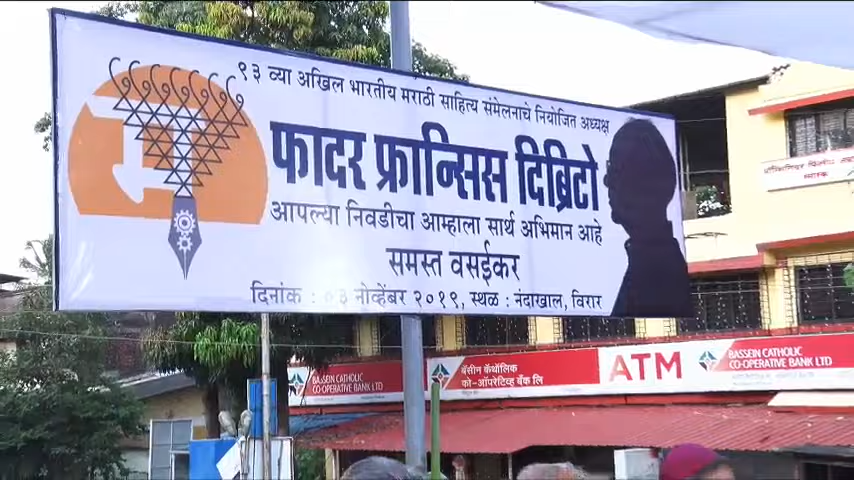 ९३ व्या अखिल भारतीय मराठी साहित्य संमेलनाचे नियोजित अध्यक्ष
फादर फ्रान्सिस दिब्रिटो
आपल्या निवडीचा आम्हाला सार्थ अभिमान आहे
समस्त वसईकर
दिनांक : ०३ नोव्हेंबर २०१९, स्थळ : नंदाखाल, विरार
BASSEIN CATHOLIC
CO-OPERATIVE BANK LTD
बॅसीन कॅथॉलिक
को-ऑपरेटिव्ह बँक लि
ATM
BASSEIN CATHOLIC
CO-OPERATIVE BANK LTD